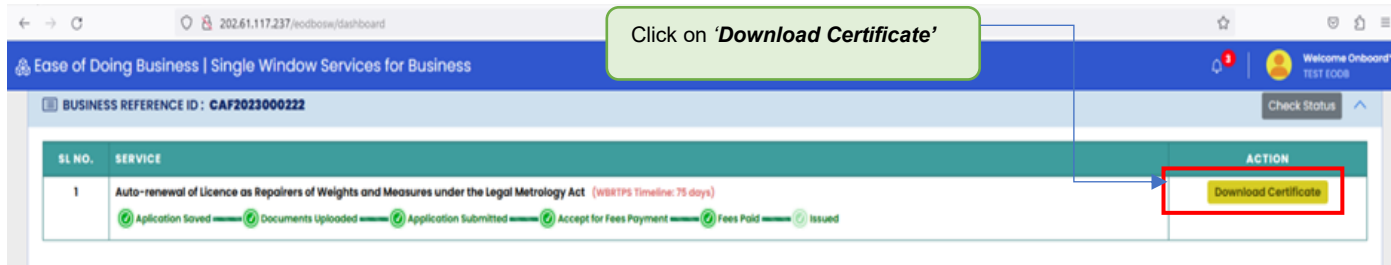 202.61.117.237/eodbosw/dashboard
Click on ‘Download Certificate’
Ease of Doing Business | Single Window Services for Business
3
Welcome Onboard'
TEST EODB
BUSINESS REFERENCE ID : CAF2023000222
Check Status
SL NO. SERVICE ACTION
1 Auto-renewal of Licence as Repairers of Weights and Measures under the Legal Metrology Act (WBRTPS Timeline: 75 days) Download Certificate
Aplication Saved Documents Uploaded Application Submitted Accept for Fees Payment Fees Paid Issued